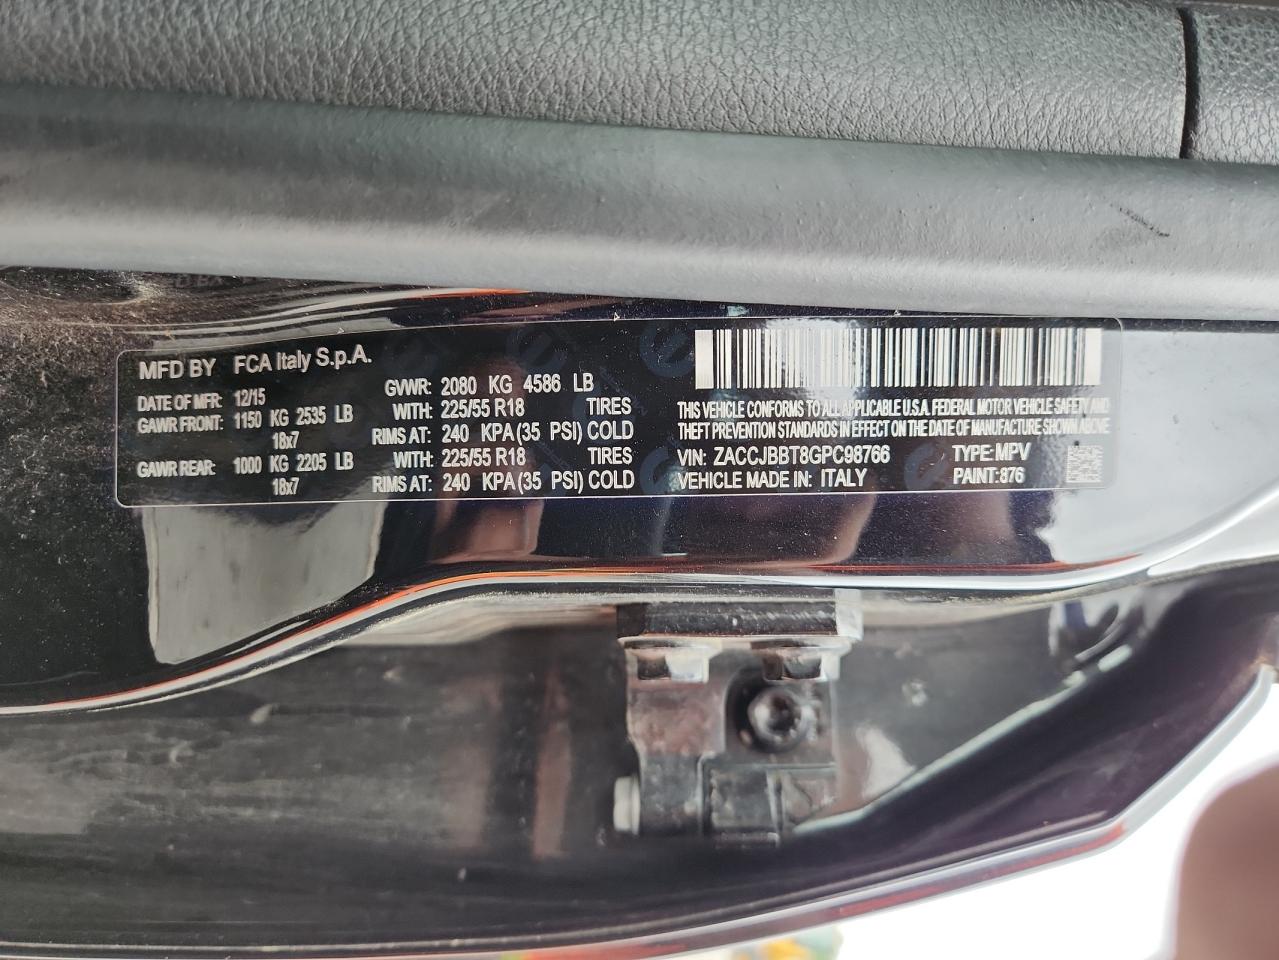 MFD BY FCA Italy S.p.A.
DATE OF MFR: 12/15 GVWR: 2080 KG 4586 LB
GAWR FRONT: 1150 KG 2535 LB WITH: 225/55 R18 TIRES
18x7 RIMS AT: 240 KPA (35 PSI) COLD
GAWR REAR: 1000 KG 2205 LB WITH: 225/55 R18 TIRES
18x7 RIMS AT: 240 KPA (35 PSI) COLD
THIS VEHICLE CONFORMS TO ALL APPLICABLE U.S.A. FEDERAL MOTOR VEHICLE SAFETY AND
THEFT PREVENTION STANDARDS IN EFFECT ON THE DATE OF MANUFACTURE SHOWN ABOVE
VIN: ZACCJBBT8GPC98766 TYPE: MPV
VEHICLE MADE IN: ITALY PAINT:876